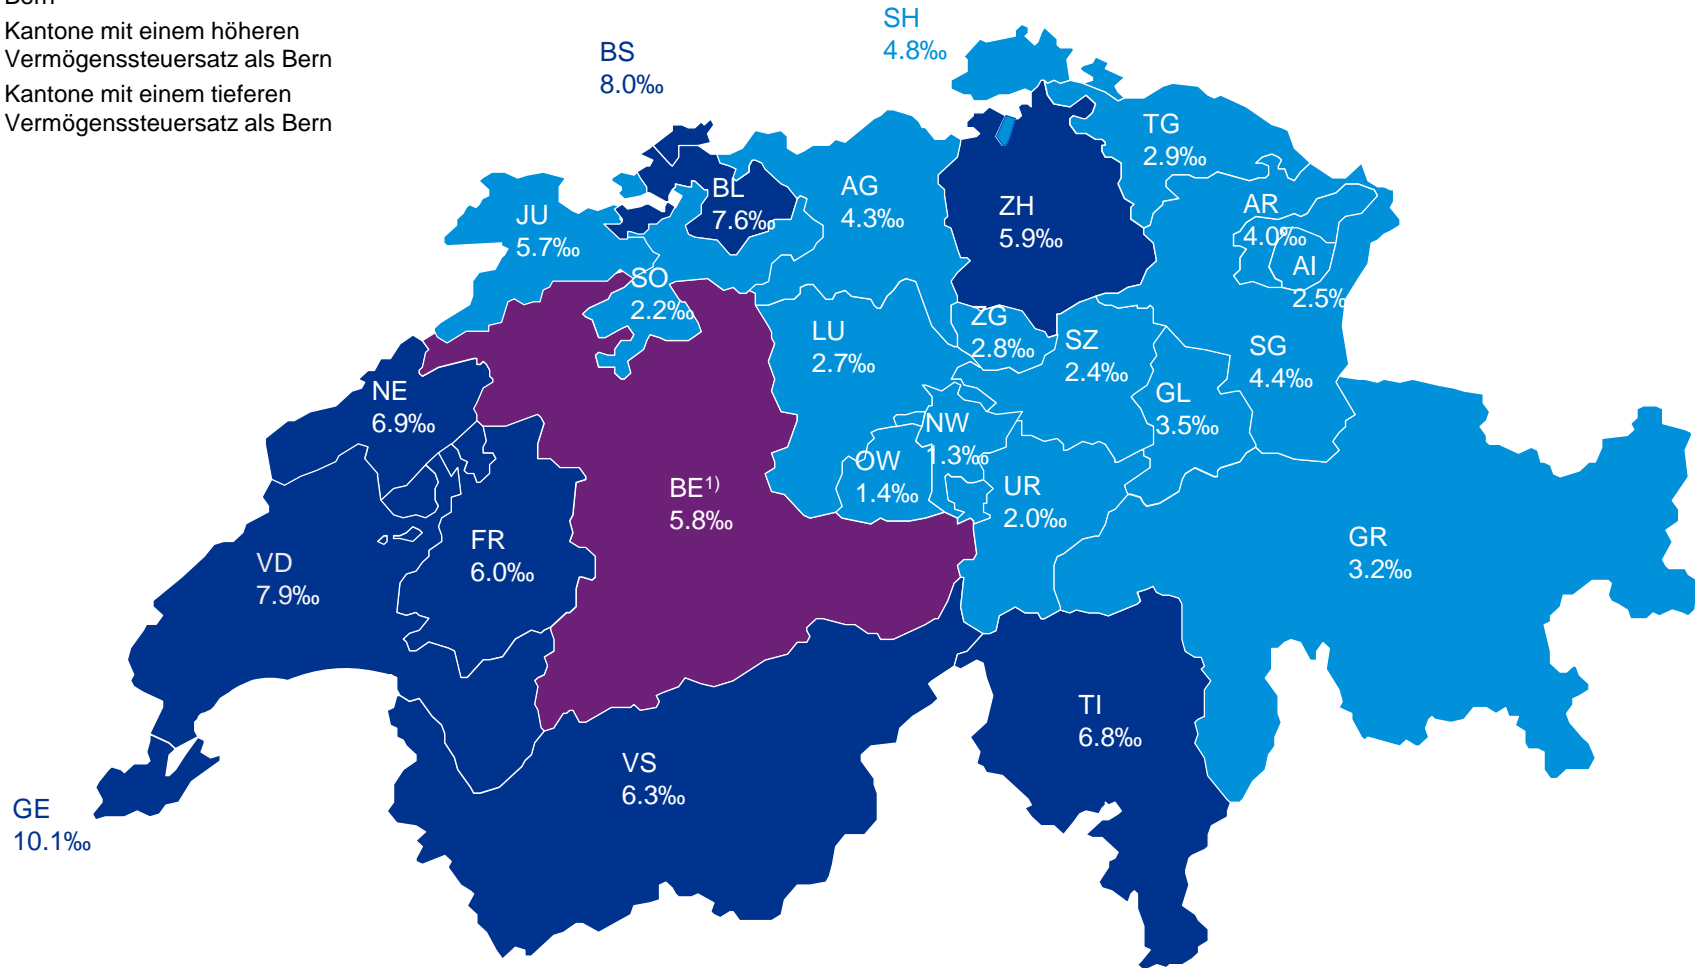 Bern
Kantone mit einem höheren
Vermögenssteuersatz als Bern
Kantone mit einem tieferen
Vermögenssteuersatz als Bern
SH
4.8‰
BS
8.0‰
TG
2.9‰
BL
7.6‰
AG
4.3‰
ZH
5.9‰
JU
5.7‰
AR
4.0‰
AI
2.5‰
SO
2.2‰
LU
2.7‰
ZG
2.8‰
SZ
2.4‰
SG
4.4‰
NE
6.9‰
GL
3.5‰
NW
1.3‰
OW
1.4‰
UR
2.0‰
BE¹⁾
5.8‰
FR
6.0‰
VD
7.9‰
GR
3.2‰
TI
6.8‰
VS
6.3‰
GE
10.1‰